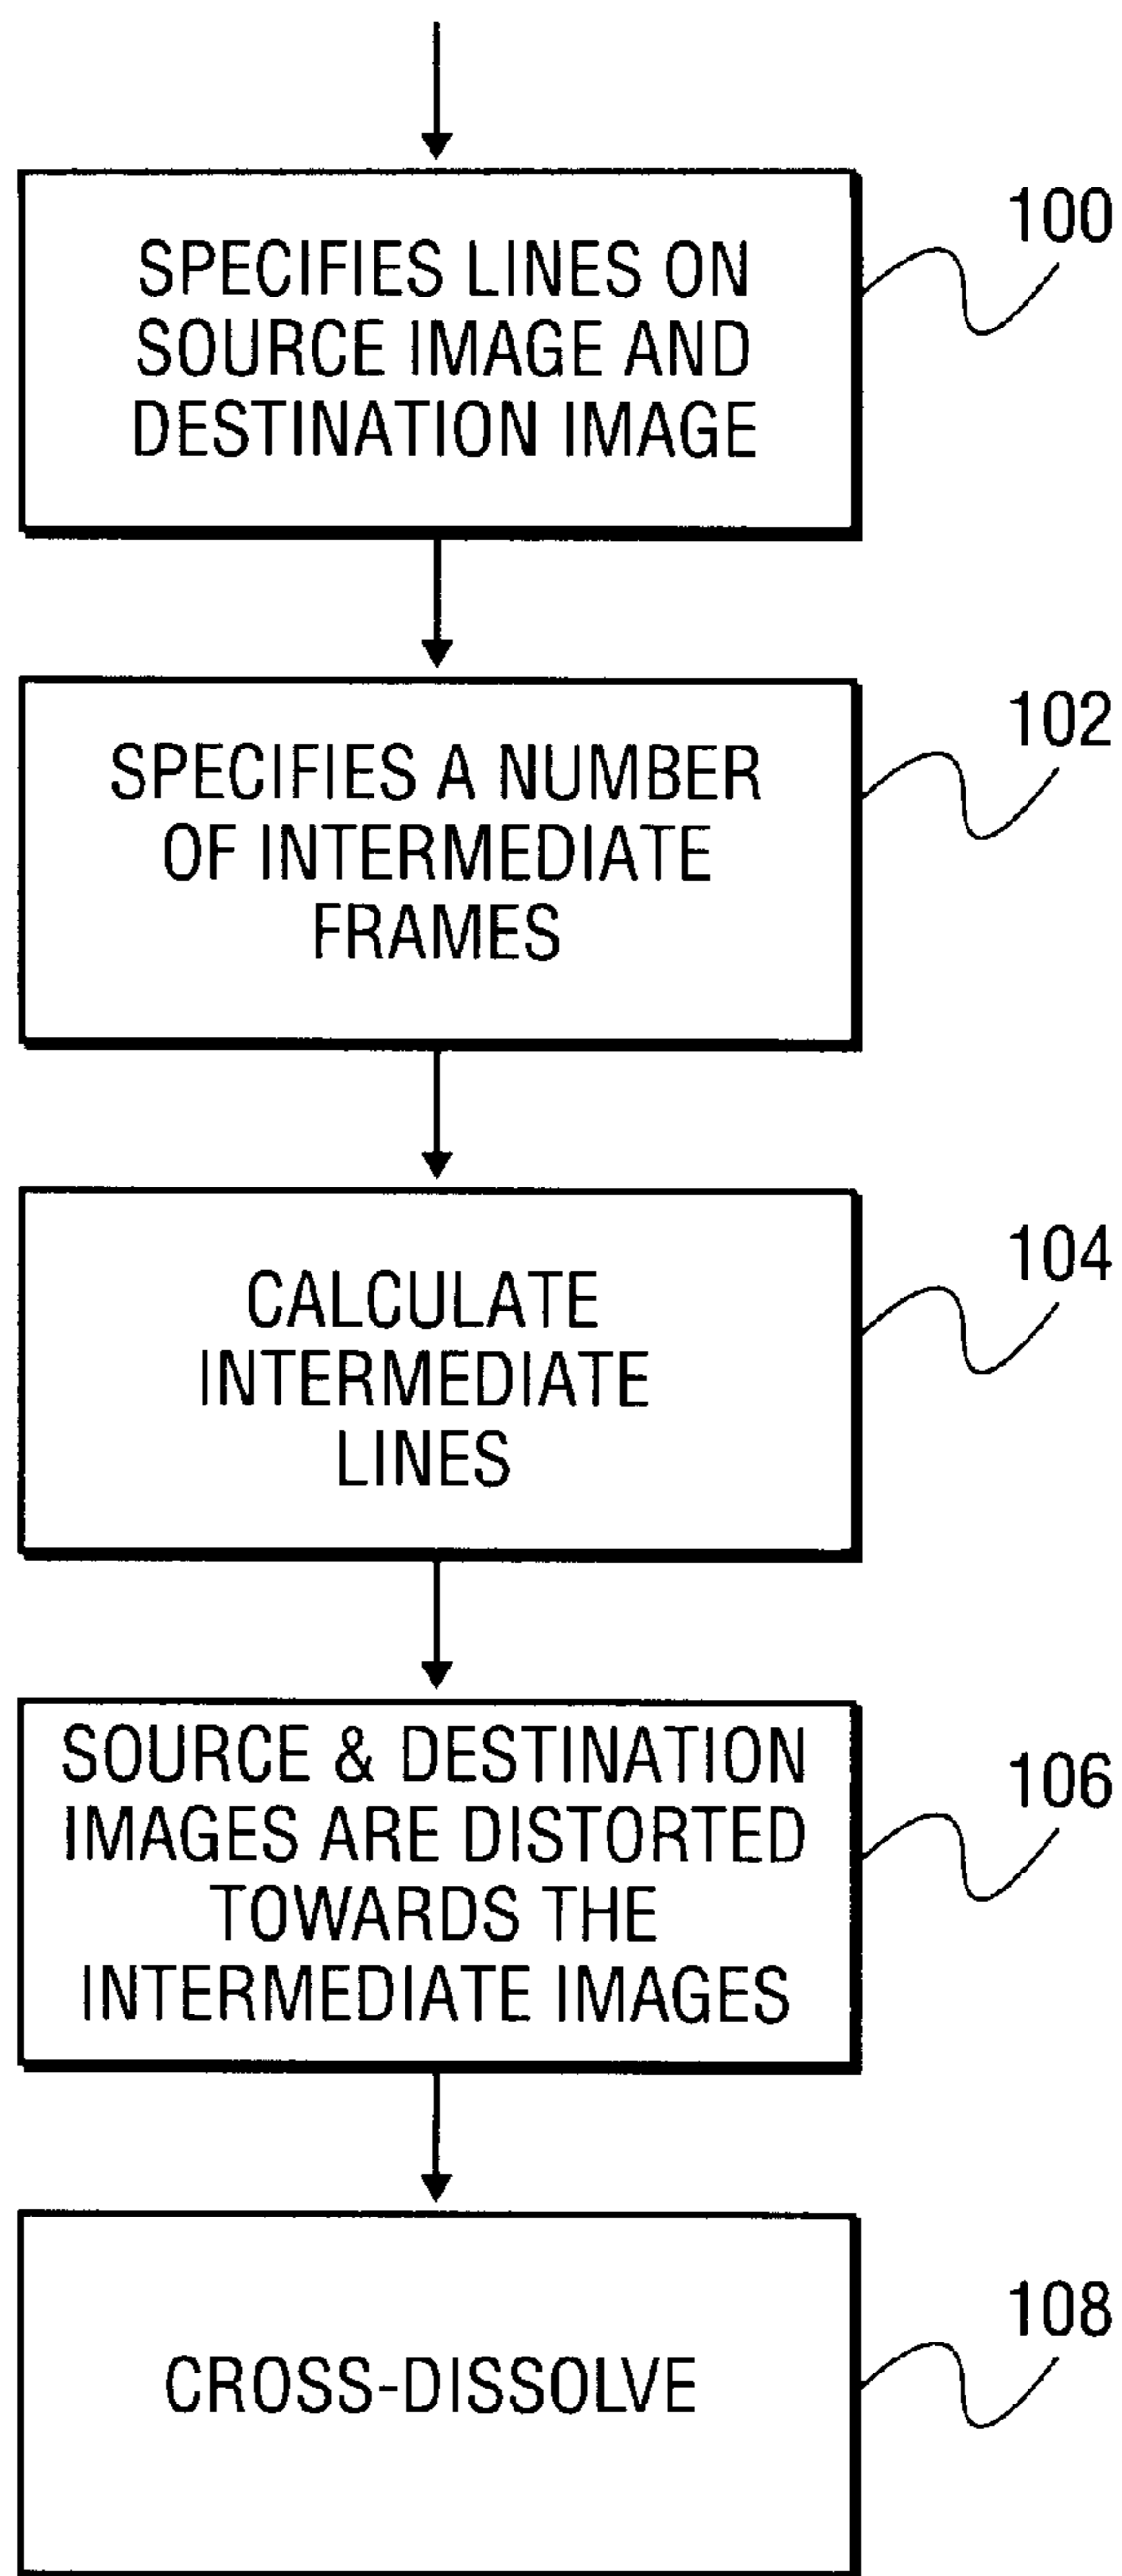 100
SPECIFIES LINES ON
SOURCE IMAGE AND
DESTINATION IMAGE
102
SPECIFIES A NUMBER
OF INTERMEDIATE
FRAMES
104
CALCULATE
INTERMEDIATE
LINES
106
SOURCE & DESTINATION
IMAGES ARE DISTORTED
TOWARDS THE
INTERMEDIATE IMAGES
108
CROSS-DISSOLVE